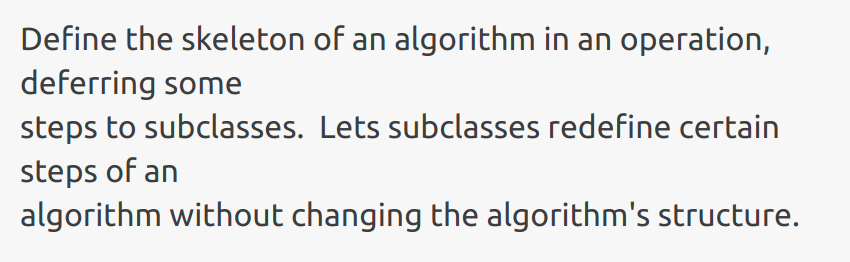 Define the skeleton of an algorithm in an operation,
deferring some
steps to subclasses.  Lets subclasses redefine certain
steps of an
algorithm without changing the algorithm's structure.